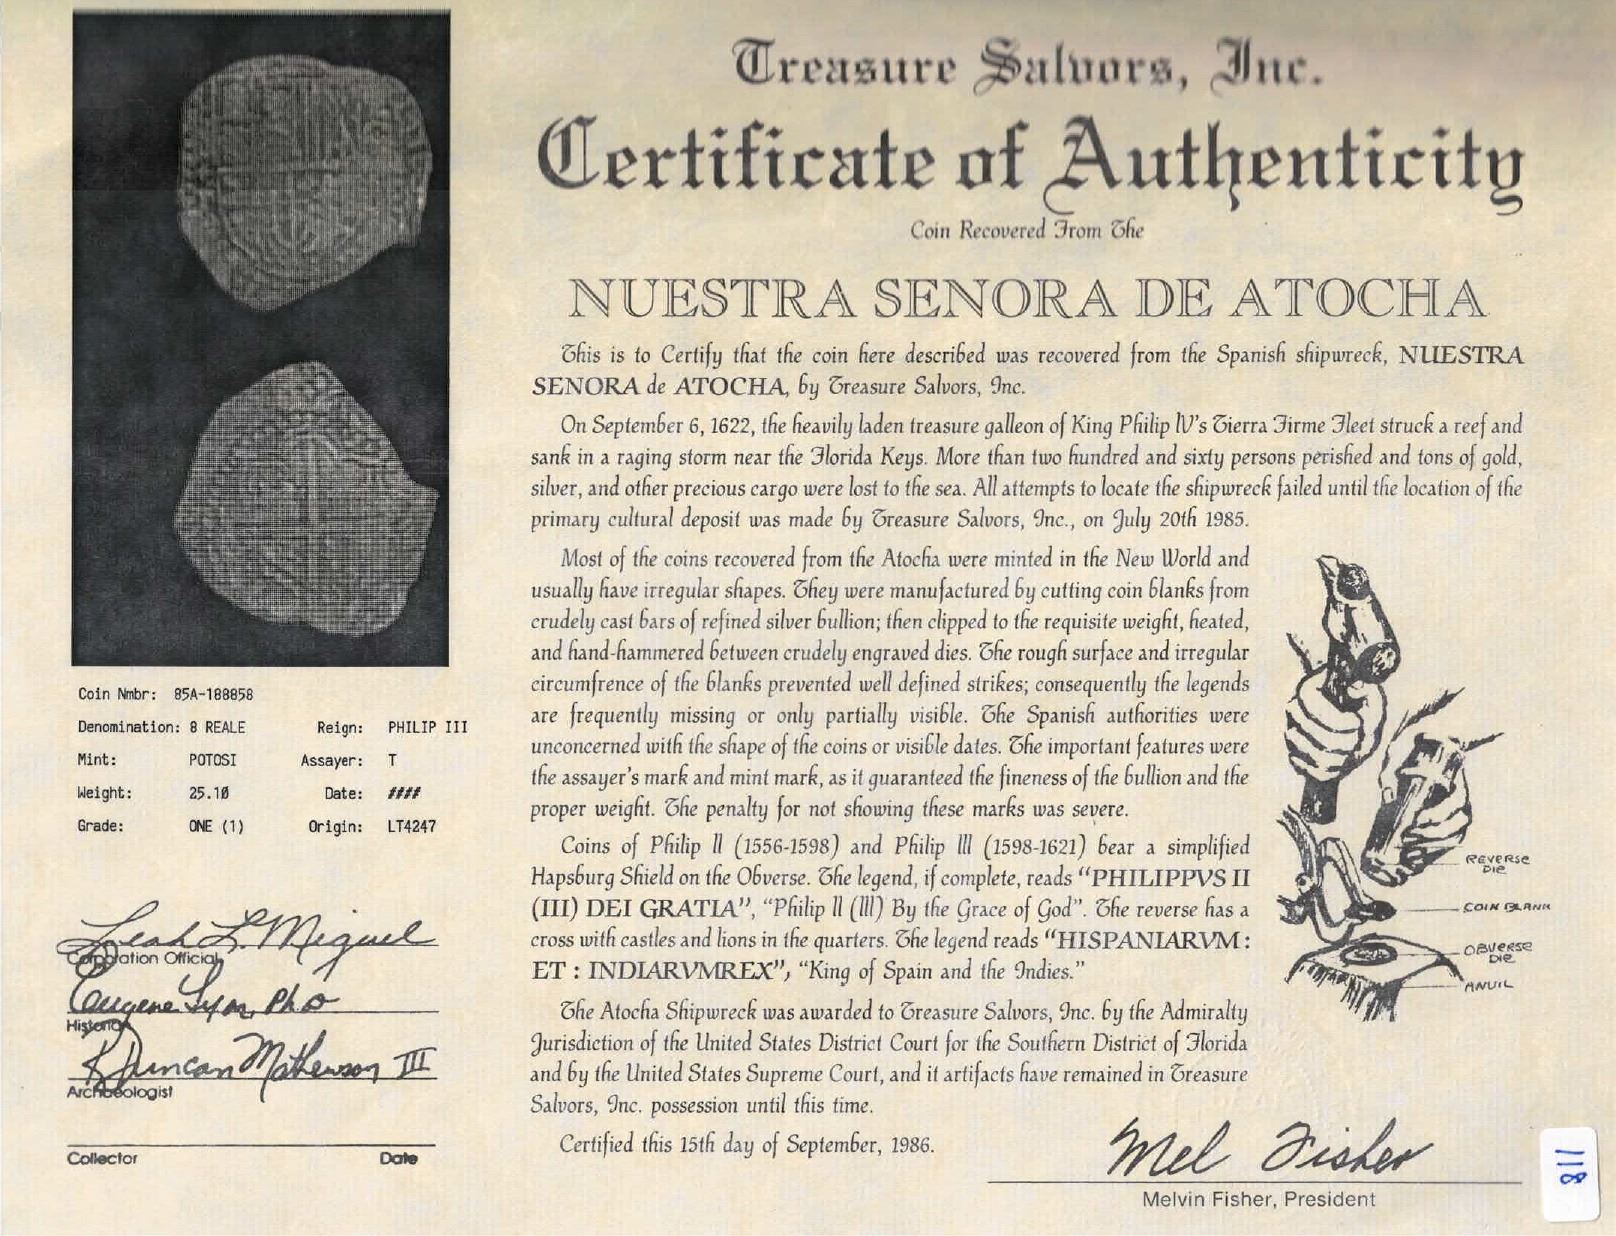 Treasure Salvors, Inc.
Certificate of Authenticity
Coin Recovered From The
NUESTRA SENORA DE ATOCHA
This is to Certify that the coin here described was recovered from the Spanish shipwreck, NUESTRA
SENORA de ATOCHA, by Treasure Salvors, Inc.
On September 6, 1622, the heavily laden treasure galleon of King Philip IV's Tierra Firme Fleet struck a reef and
sank in a raging storm near the Florida Keys. More than two hundred and sixty persons perished and tons of gold,
silver, and other precious cargo were lost to the sea. All attempts to locate the shipwreck failed until the location of the
primary cultural deposit was made by Treasure Salvors, Inc., on July 20th 1985.
Most of the coins recovered from the Atocha were minted in the New World and
usually have irregular shapes. They were manufactured by cutting coin blanks from
crudely cast bars of refined silver bullion; then clipped to the requisite weight, heated,
and hand-hammered between crudely engraved dies. The rough surface and irregular
circumfrence of the blanks prevented well defined strikes; consequently the legends
are frequently missing or only partially visible. The Spanish authorities were
unconcerned with the shape of the coins or visible dates. The important features were
the assayer's mark and mint mark, as it guaranteed the fineness of the bullion and the
proper weight. The penalty for not showing these marks was severe.
Coins of Philip II (1556-1598) and Philip III (1598-1621) bear a simplified
Hapsburg Shield on the Obverse. The legend, if complete, reads "PHILIPPVS II
(III) DEI GRATIA", "Philip II (III) By the Grace of God". The reverse has a
cross with castles and lions in the quarters. The legend reads "HISPANIARVM :
ET : INDIARVMREX", "King of Spain and the Indies."
The Atocha Shipwreck was awarded to Treasure Salvors, Inc. by the Admiralty
Jurisdiction of the United States District Court for the Southern District of Florida
and by the United States Supreme Court, and it artifacts have remained in Treasure
Salvors, Inc. possession until this time.
Certified this 15th day of September, 1986.
REVERSE
DIE
COIN BLANK
OBVERSE
DIE
ANVIL
Mel Fisher
Melvin Fisher, President
Coin Nmbr: 85A-188858
Denomination: 8 REALE Reign: PHILIP III
Mint: POTOSI Assayer: T
Weight: 25.10 Date: ####
Grade: ONE (1) Origin: LT4247
Leah L. Miguel
Corporation Official
Eugene Lyon, PhD
Historian
R Duncan Mathewson III
Archaeologist
Collector Date
118